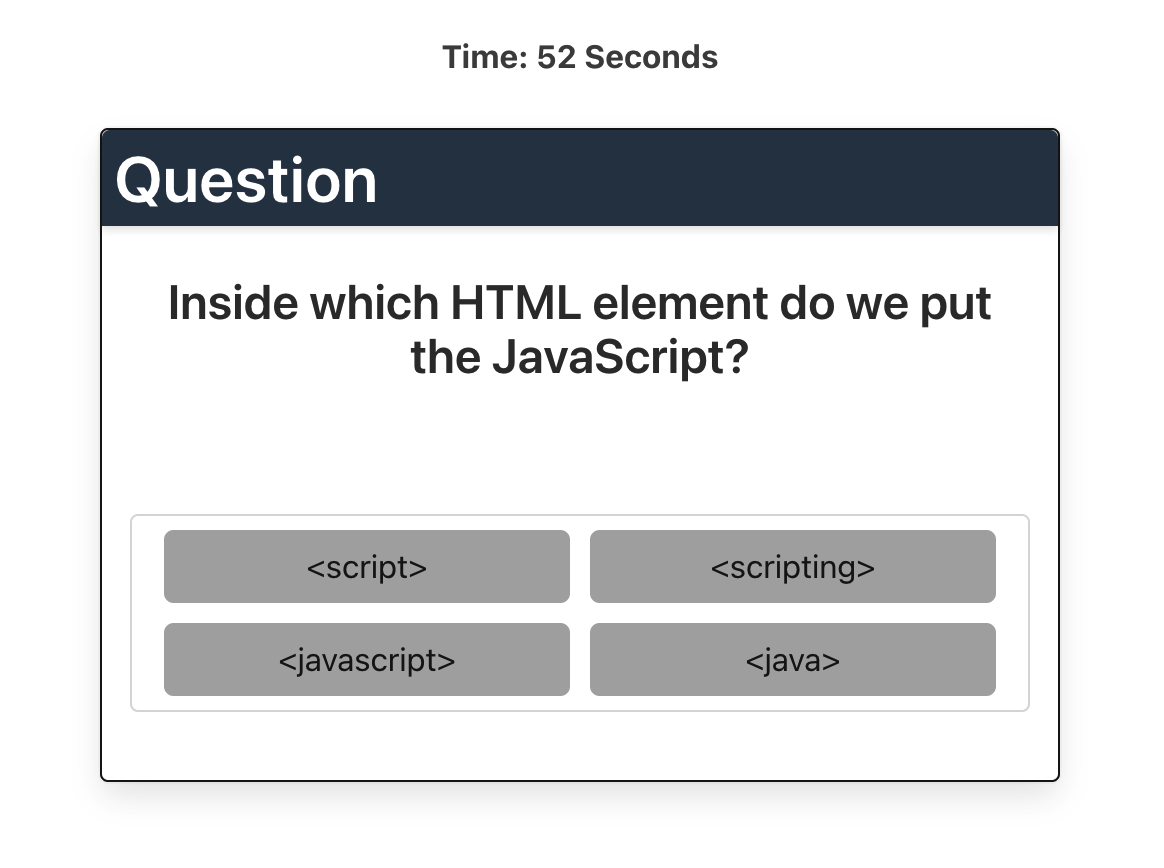 Time: 52 Seconds
Question
Inside which HTML element do we put
the JavaScript?
<script>
<scripting>
<javascript>
<java>